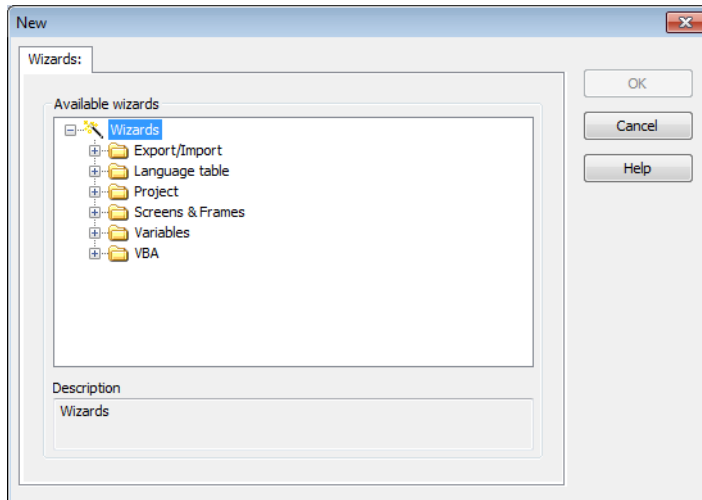 New
Wizards:
OK
Available wizards
Wizards
Cancel
Export/Import
Language table
Help
Project
Screens & Frames
Variables
VBA
Description
Wizards